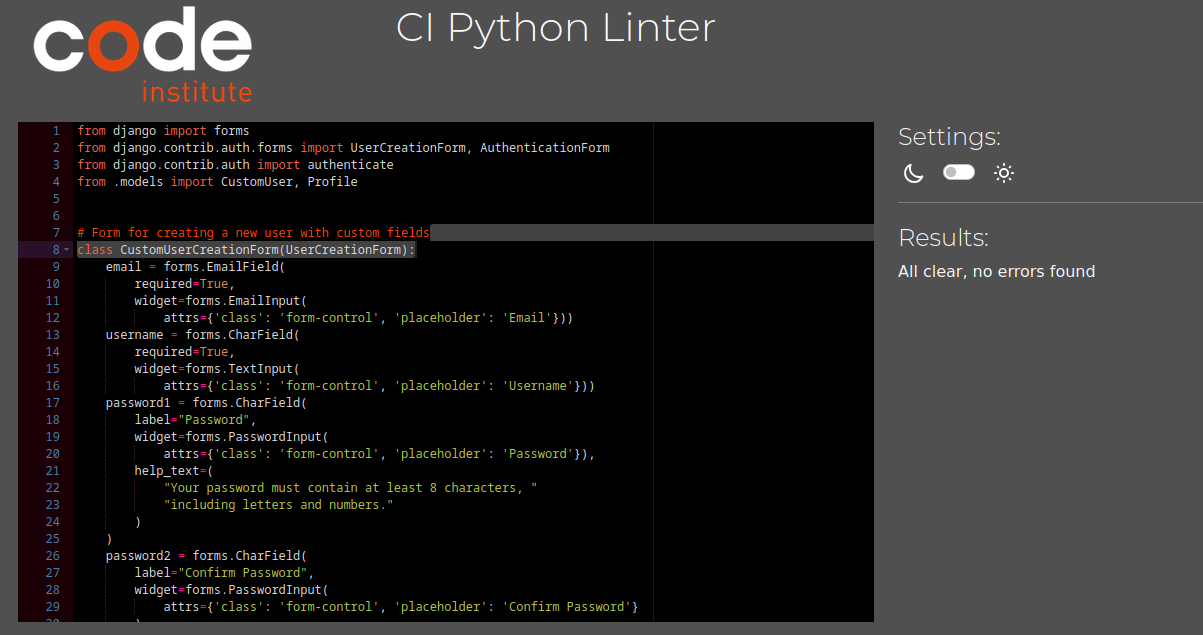 code
institute
CI Python Linter
1 from django import forms
2 from django.contrib.auth.forms import UserCreationForm, AuthenticationForm
3 from django.contrib.auth import authenticate
4 from .models import CustomUser, Profile
5
6
7 # Form for creating a new user with custom fields
8 class CustomUserCreationForm(UserCreationForm):
9     email = forms.EmailField(
10         required=True,
11         widget=forms.EmailInput(
12             attrs={'class': 'form-control', 'placeholder': 'Email'}))
13     username = forms.CharField(
14         required=True,
15         widget=forms.TextInput(
16             attrs={'class': 'form-control', 'placeholder': 'Username'}))
17     password1 = forms.CharField(
18         label="Password",
19         widget=forms.PasswordInput(
20             attrs={'class': 'form-control', 'placeholder': 'Password'}),
21         help_text=(
22             "Your password must contain at least 8 characters, "
23             "including letters and numbers."
24         )
25     )
26     password2 = forms.CharField(
27         label="Confirm Password",
28         widget=forms.PasswordInput(
29             attrs={'class': 'form-control', 'placeholder': 'Confirm Password'}
Settings:
Results:
All clear, no errors found